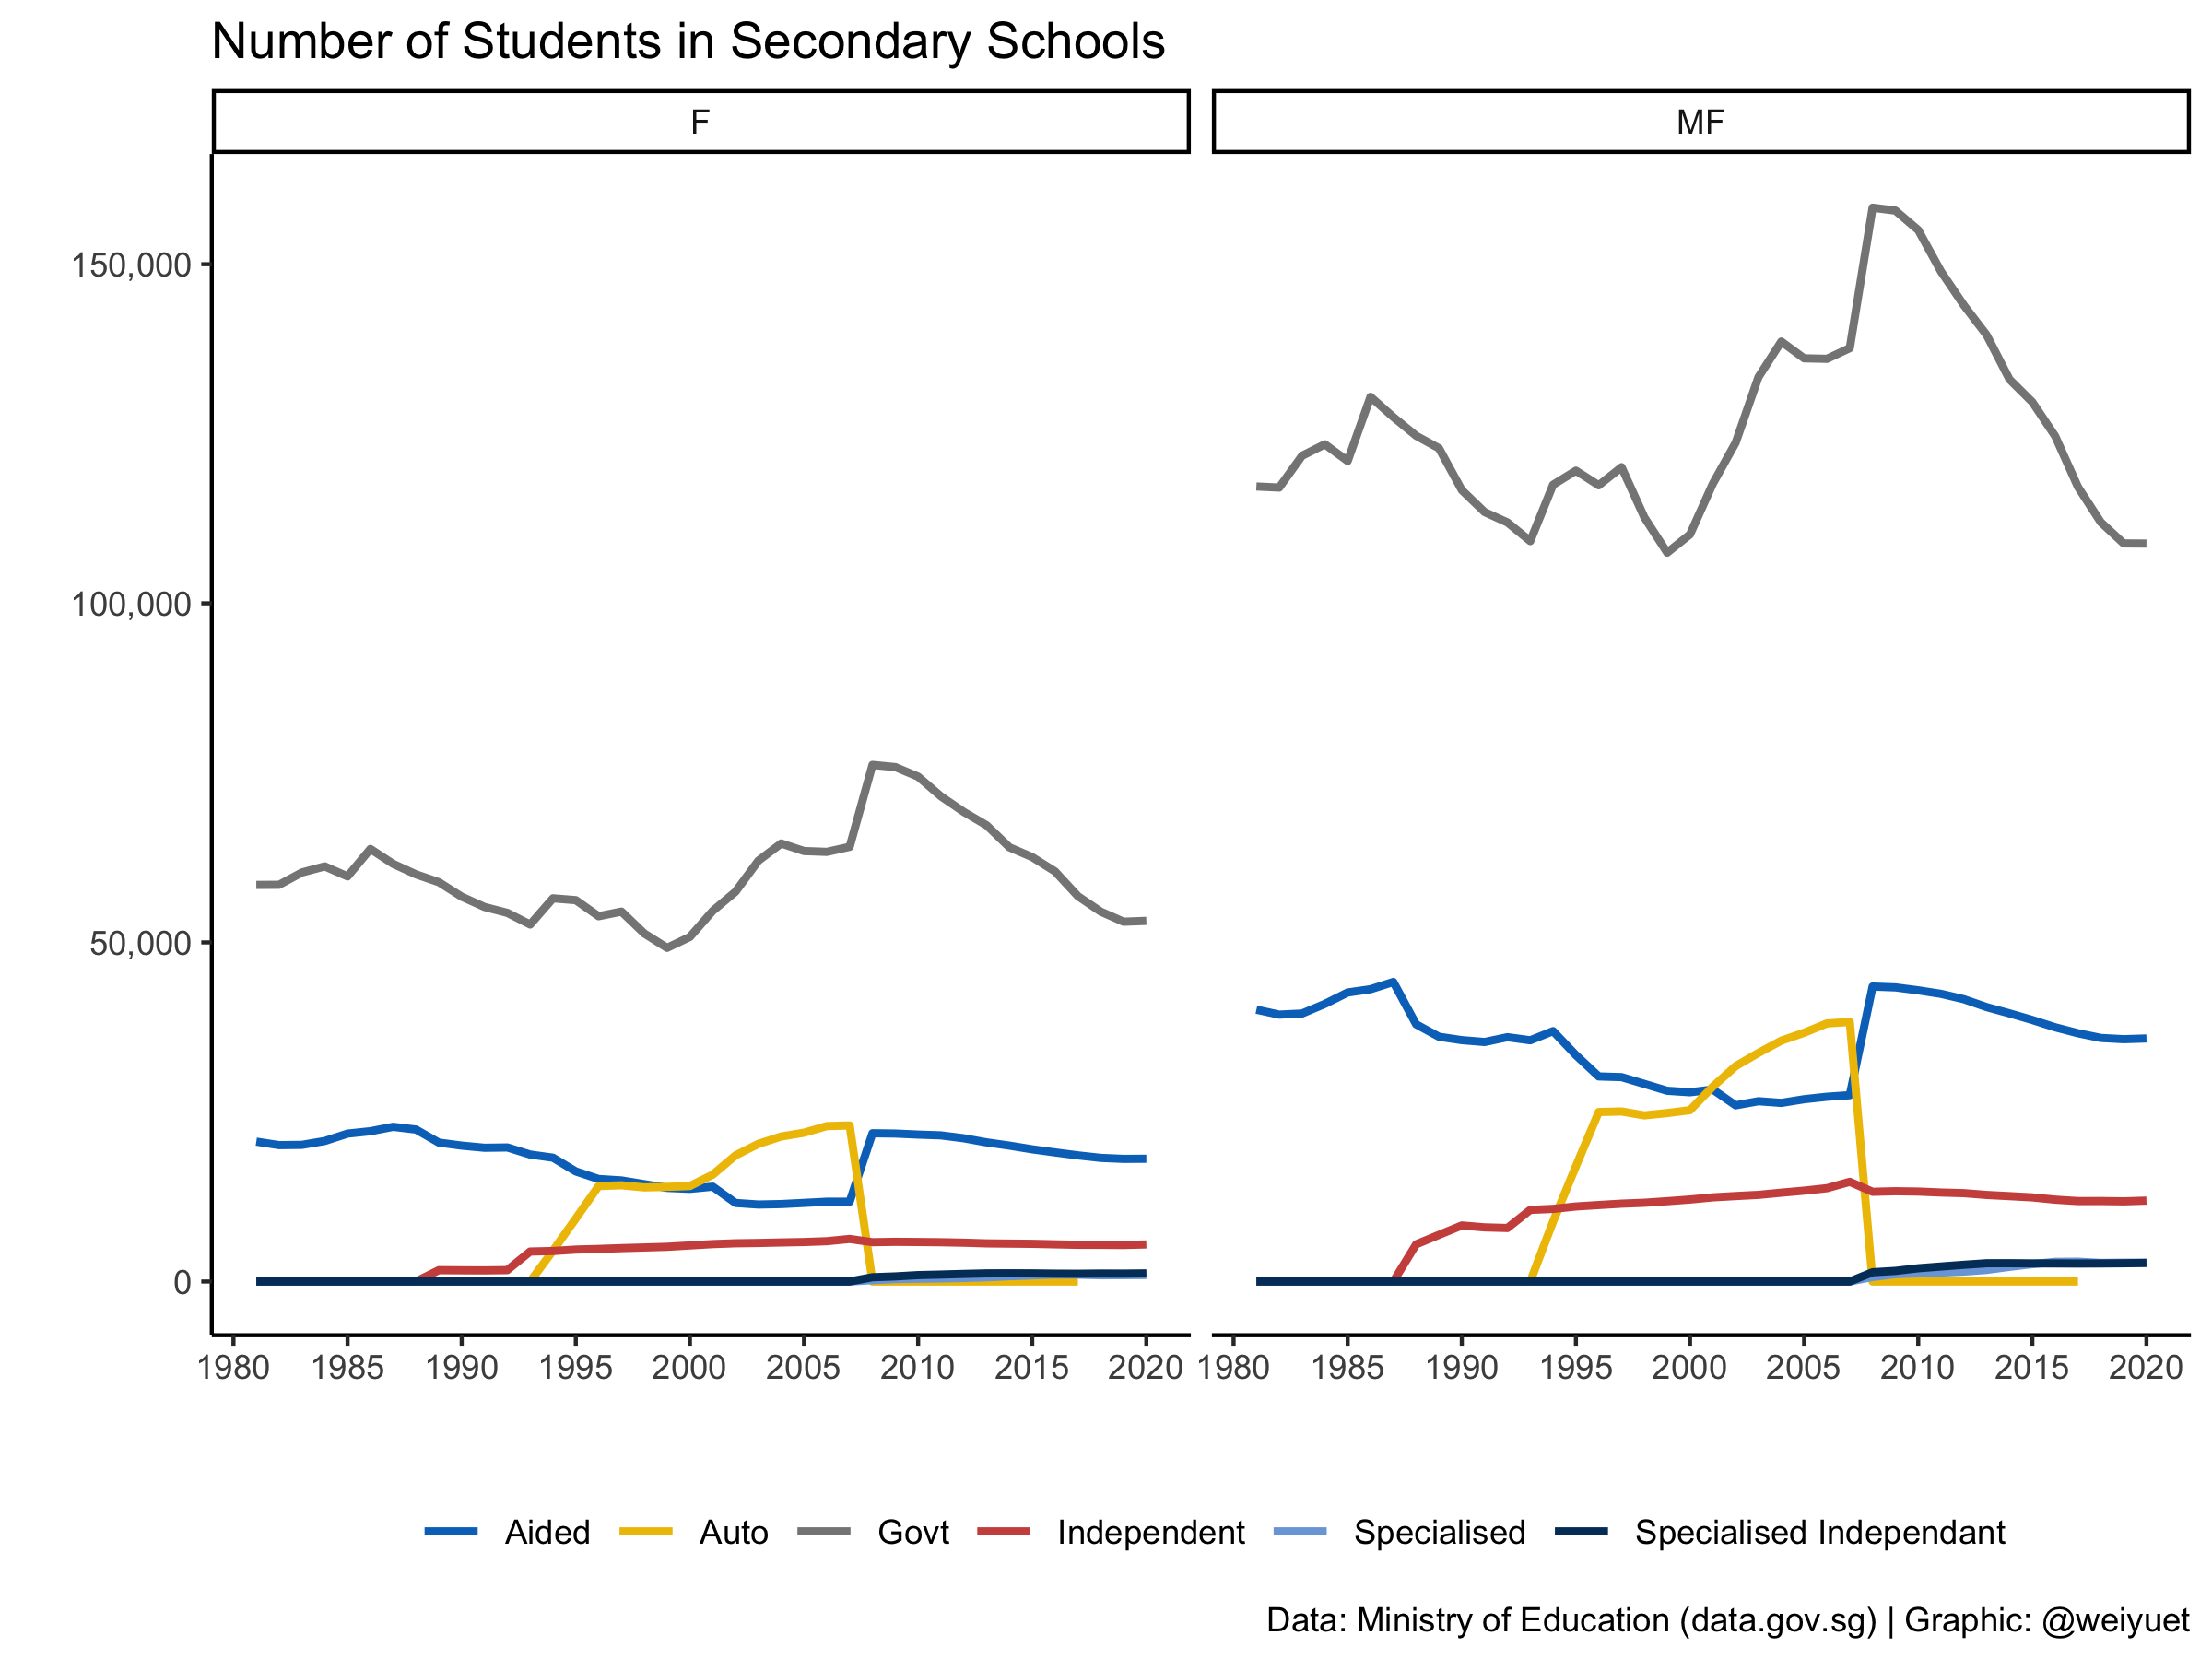 Number of Students in Secondary Schools
F MF
150,000
100,000
50,000
0
1980 1985 1990 1995 2000 2005 2010 2015 2020 1980 1985 1990 1995 2000 2005 2010 2015 2020
Aided Auto Govt Independent Specialised Specialised Independant
Data: Ministry of Education (data.gov.sg) | Graphic: @weiyuet